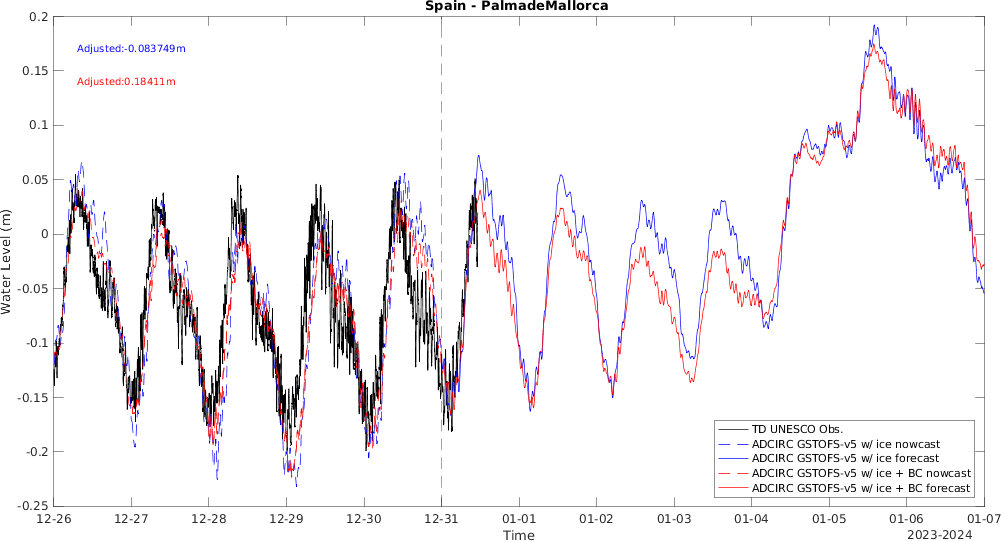 Spain - PalmadeMallorca
Adjusted:-0.083749m
Adjusted:0.18411m
Water Level (m)
0.2
0.15
0.1
0.05
0
-0.05
-0.1
-0.15
-0.2
-0.25
TD UNESCO Obs.
ADCIRC GSTOFS-v5 w/ ice nowcast
ADCIRC GSTOFS-v5 w/ ice forecast
ADCIRC GSTOFS-v5 w/ ice + BC nowcast
ADCIRC GSTOFS-v5 w/ ice + BC forecast
12-26 12-27 12-28 12-29 12-30 12-31 01-01 01-02 01-03 01-04 01-05 01-06 01-07
Time
2023-2024